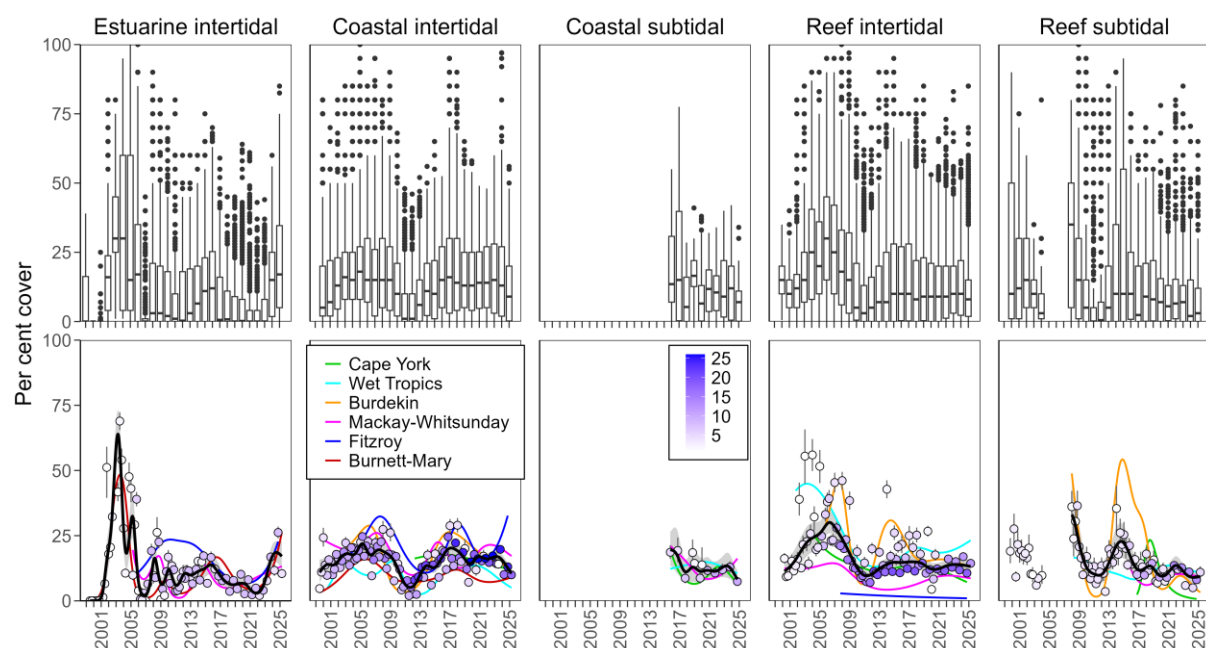 Estuarine intertidal Coastal intertidal Coastal subtidal Reef intertidal Reef subtidal
Per cent cover
100
75
50
25
0
100
75
50
25
0
Cape York
Wet Tropics
Burdekin
Mackay-Whitsunday
Fitzroy
Burnett-Mary
25
20
15
10
5
2001 2005 2009 2013 2017 2021 2025 2001 2005 2009 2013 2017 2021 2025 2001 2005 2009 2013 2017 2021 2025 2001 2005 2009 2013 2017 2021 2025 2001 2005 2009 2013 2017 2021 2025